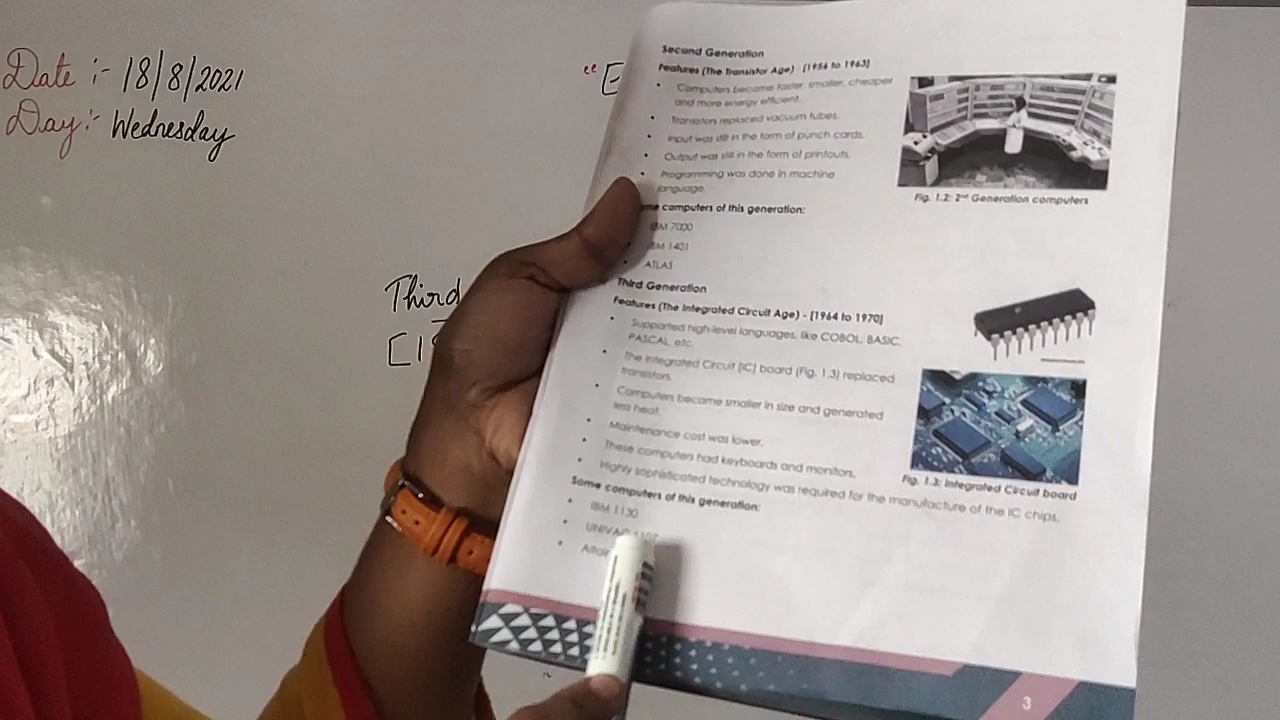 Date :- 18/8/2021
Day :- Wednesday
"E
Third
[19
Second Generation
Features (The Transistor Age) - [1956 to 1963]
• Computers became faster, smaller, cheaper
and more energy efficient.
• Transitors replaced vacuum tubes.
• Input was still in the form of punch cards.
• Output was still in the form of printouts.
• Programming was done in machine
language.
me computers of this generation:
IBM 7000
• IBM 1401
• ATLAS
Fig. 1.2: 2nd Generation computers
Third Generation
Features (The Integrated Circuit Age) - [1964 to 1970]
• Supported high-level languages, like COBOL, BASIC,
PASCAL, etc.
• The Integrated Circuit (IC) board (Fig. 1.3) replaced
transistors.
• Computers became smaller in size and generated
less heat.
• Maintenance cost was lower.
• These computers had keyboards and monitors.
• Highly sophisticated technology was required for the manufacture of the IC chips.
Fig. 1.3: Integrated Circuit board
Some computers of this generation:
• IBM 1130
• UNIVAC
• Altair
3